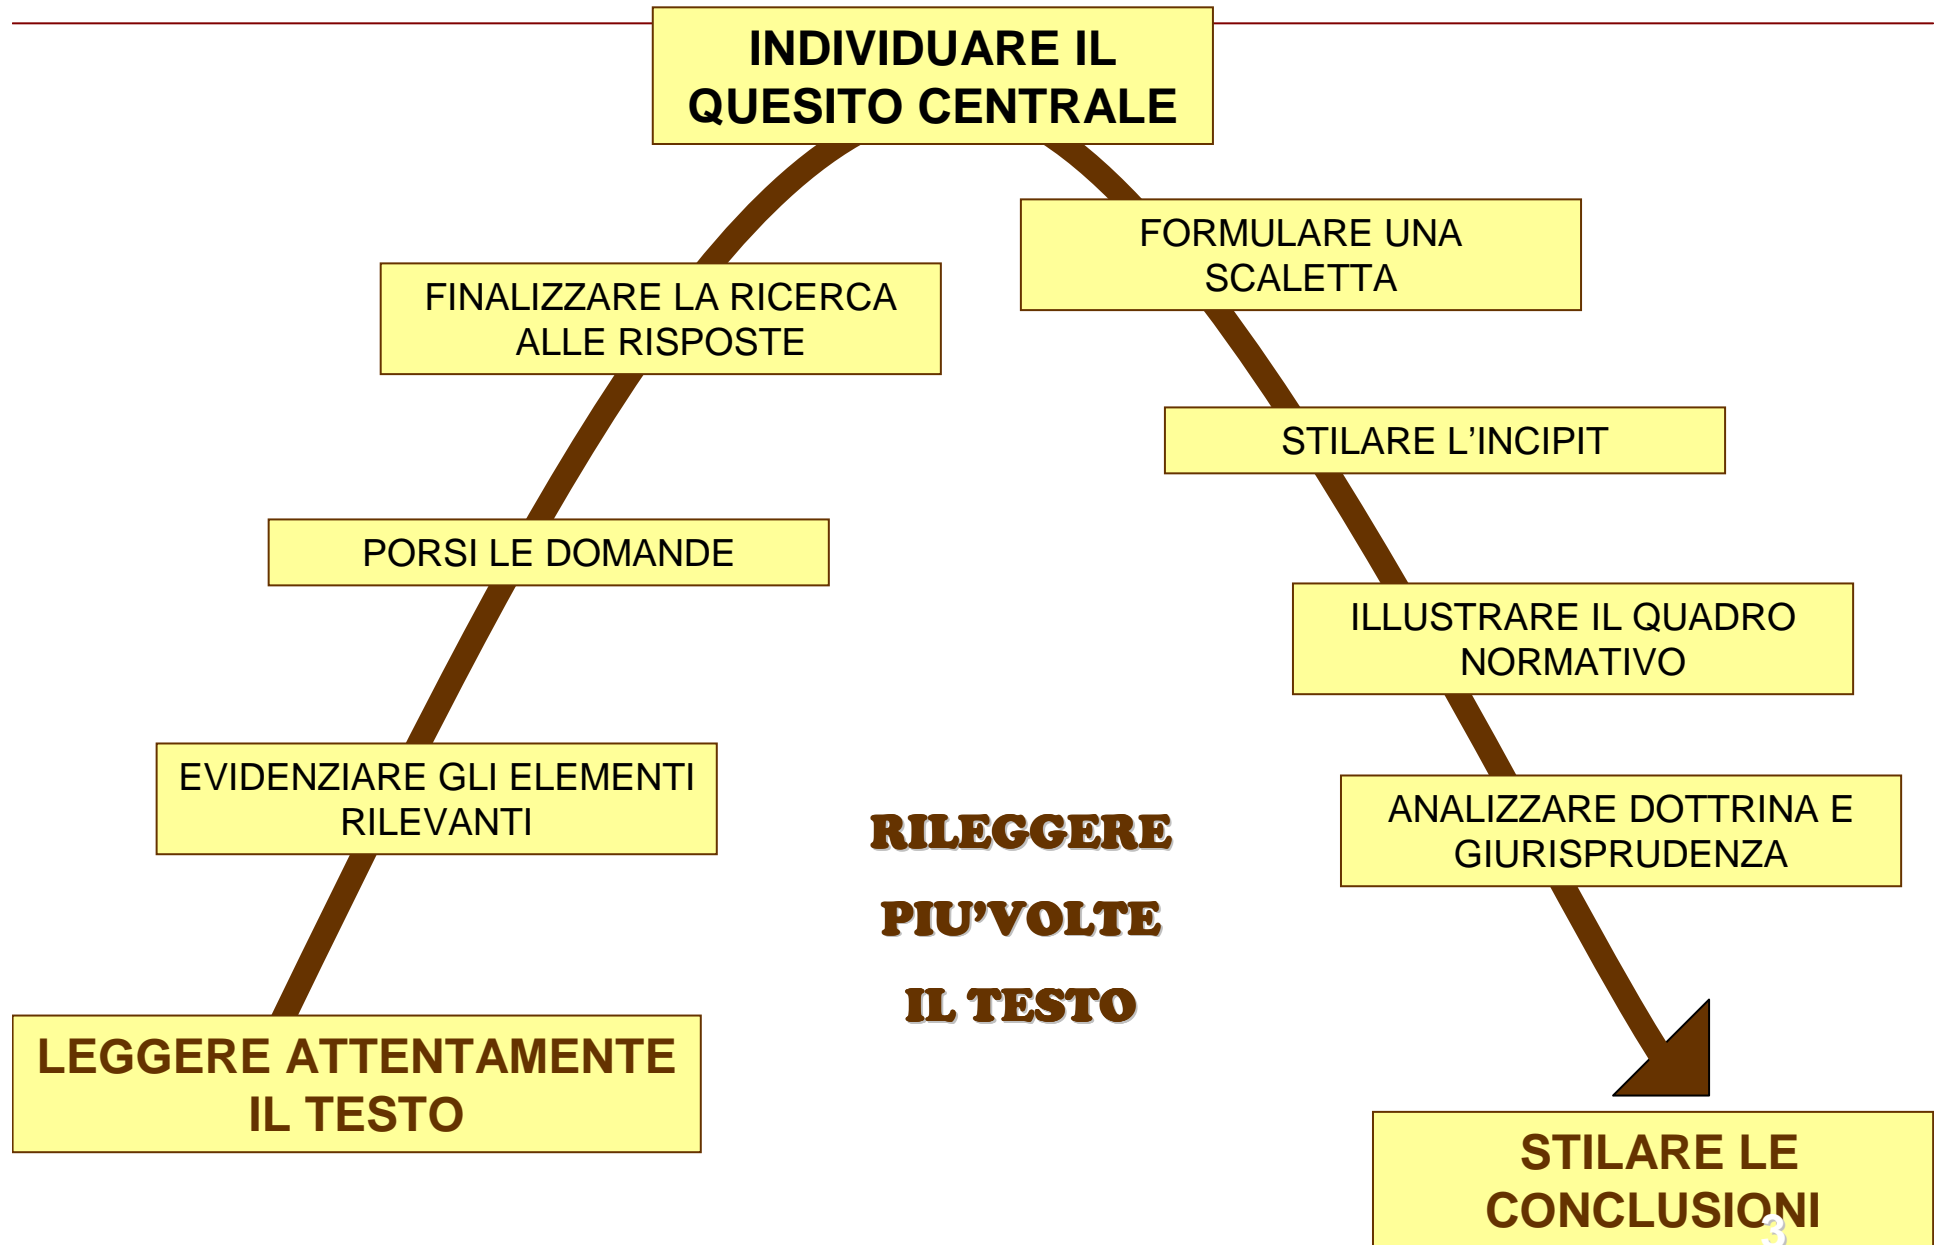 INDIVIDUARE IL
QUESITO CENTRALE
FORMULARE UNA
SCALETTA
FINALIZZARE LA RICERCA
ALLE RISPOSTE
STILARE L’INCIPIT
PORSI LE DOMANDE
ILLUSTRARE IL QUADRO
NORMATIVO
EVIDENZIARE GLI ELEMENTI
RILEVANTI
ANALIZZARE DOTTRINA E
GIURISPRUDENZA
RILEGGERE
PIU’VOLTE
IL TESTO
LEGGERE ATTENTAMENTE
IL TESTO
STILARE LE
CONCLUSIONI
3